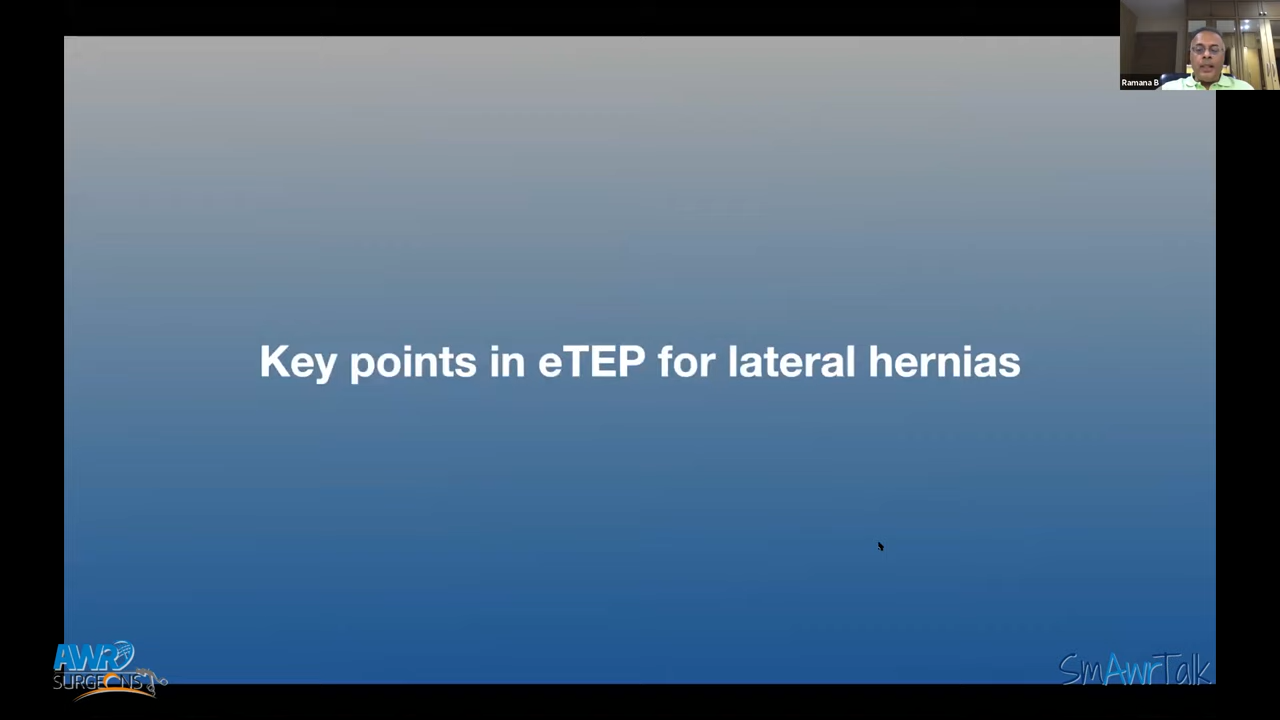 Ramana B
Key points in eTEP for lateral hernias
AWR
SURGEONS
SmAwrTalk